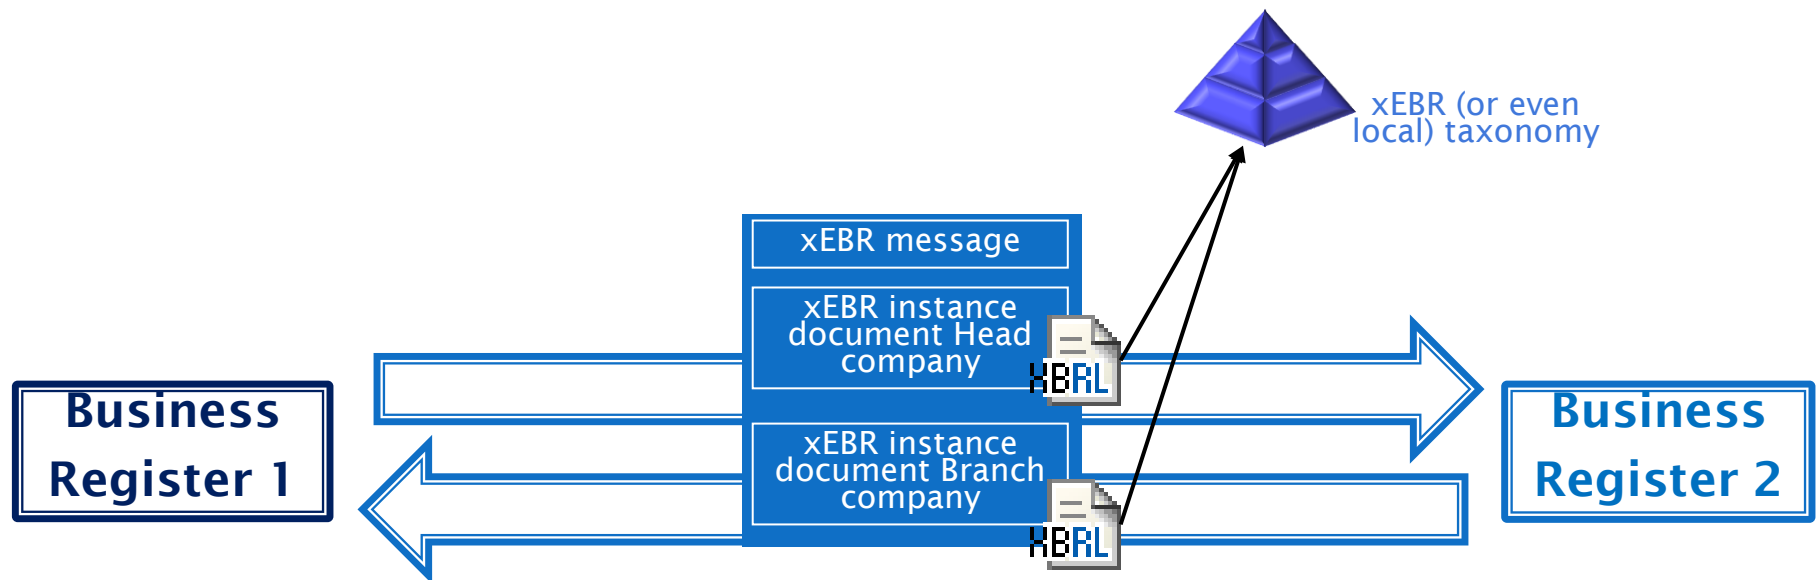 xEBR (or even
local) taxonomy
xEBR message
xEBR instance
document Head
company
XBRL
Business
Register 1
Business
Register 2
xEBR instance
document Branch
company
XBRL